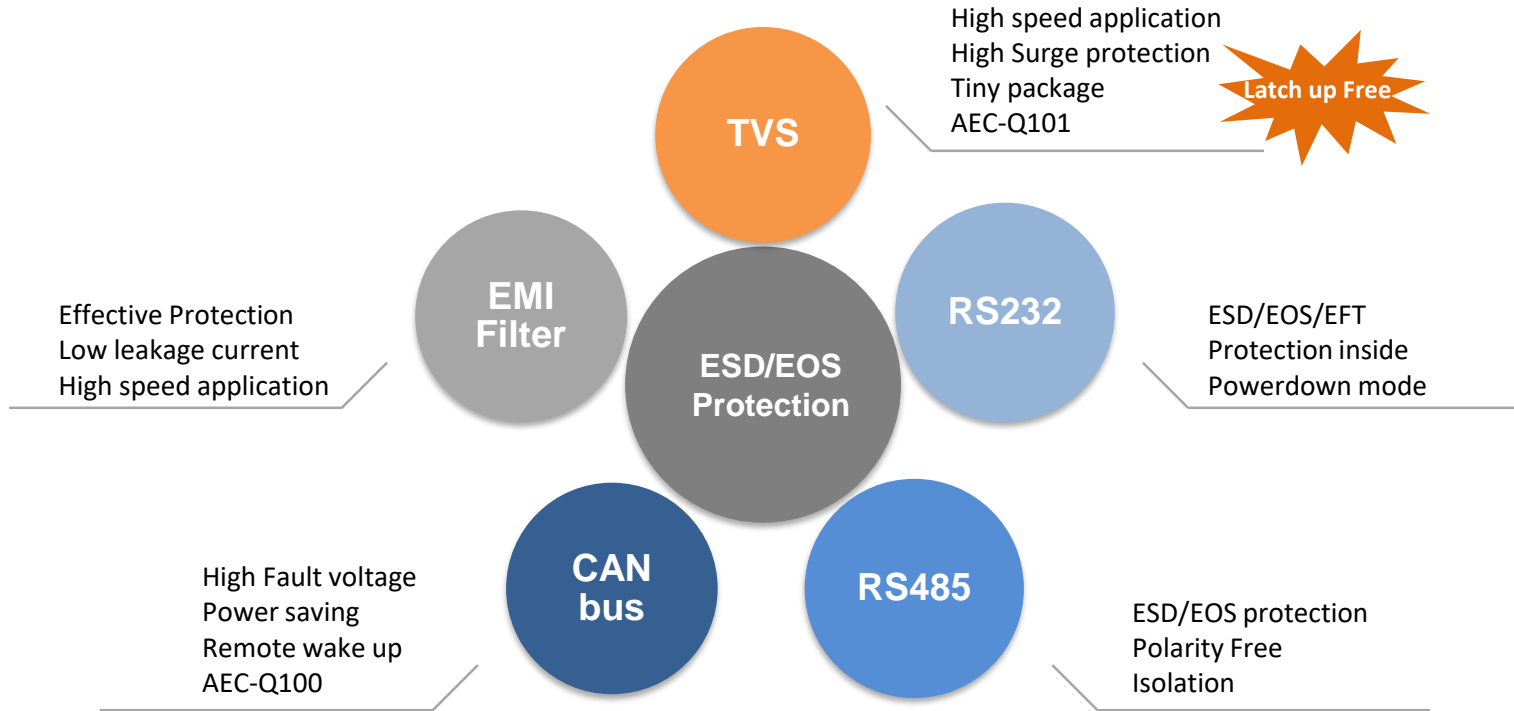 High speed application
High Surge protection
Tiny package
AEC-Q101
Latch up Free
TVS
EMI
Filter
Effective Protection
Low leakage current
High speed application
RS232
ESD/EOS/EFT
Protection inside
Powerdown mode
ESD/EOS
Protection
CAN
bus
High Fault voltage
Power saving
Remote wake up
AEC-Q100
RS485
ESD/EOS protection
Polarity Free
Isolation